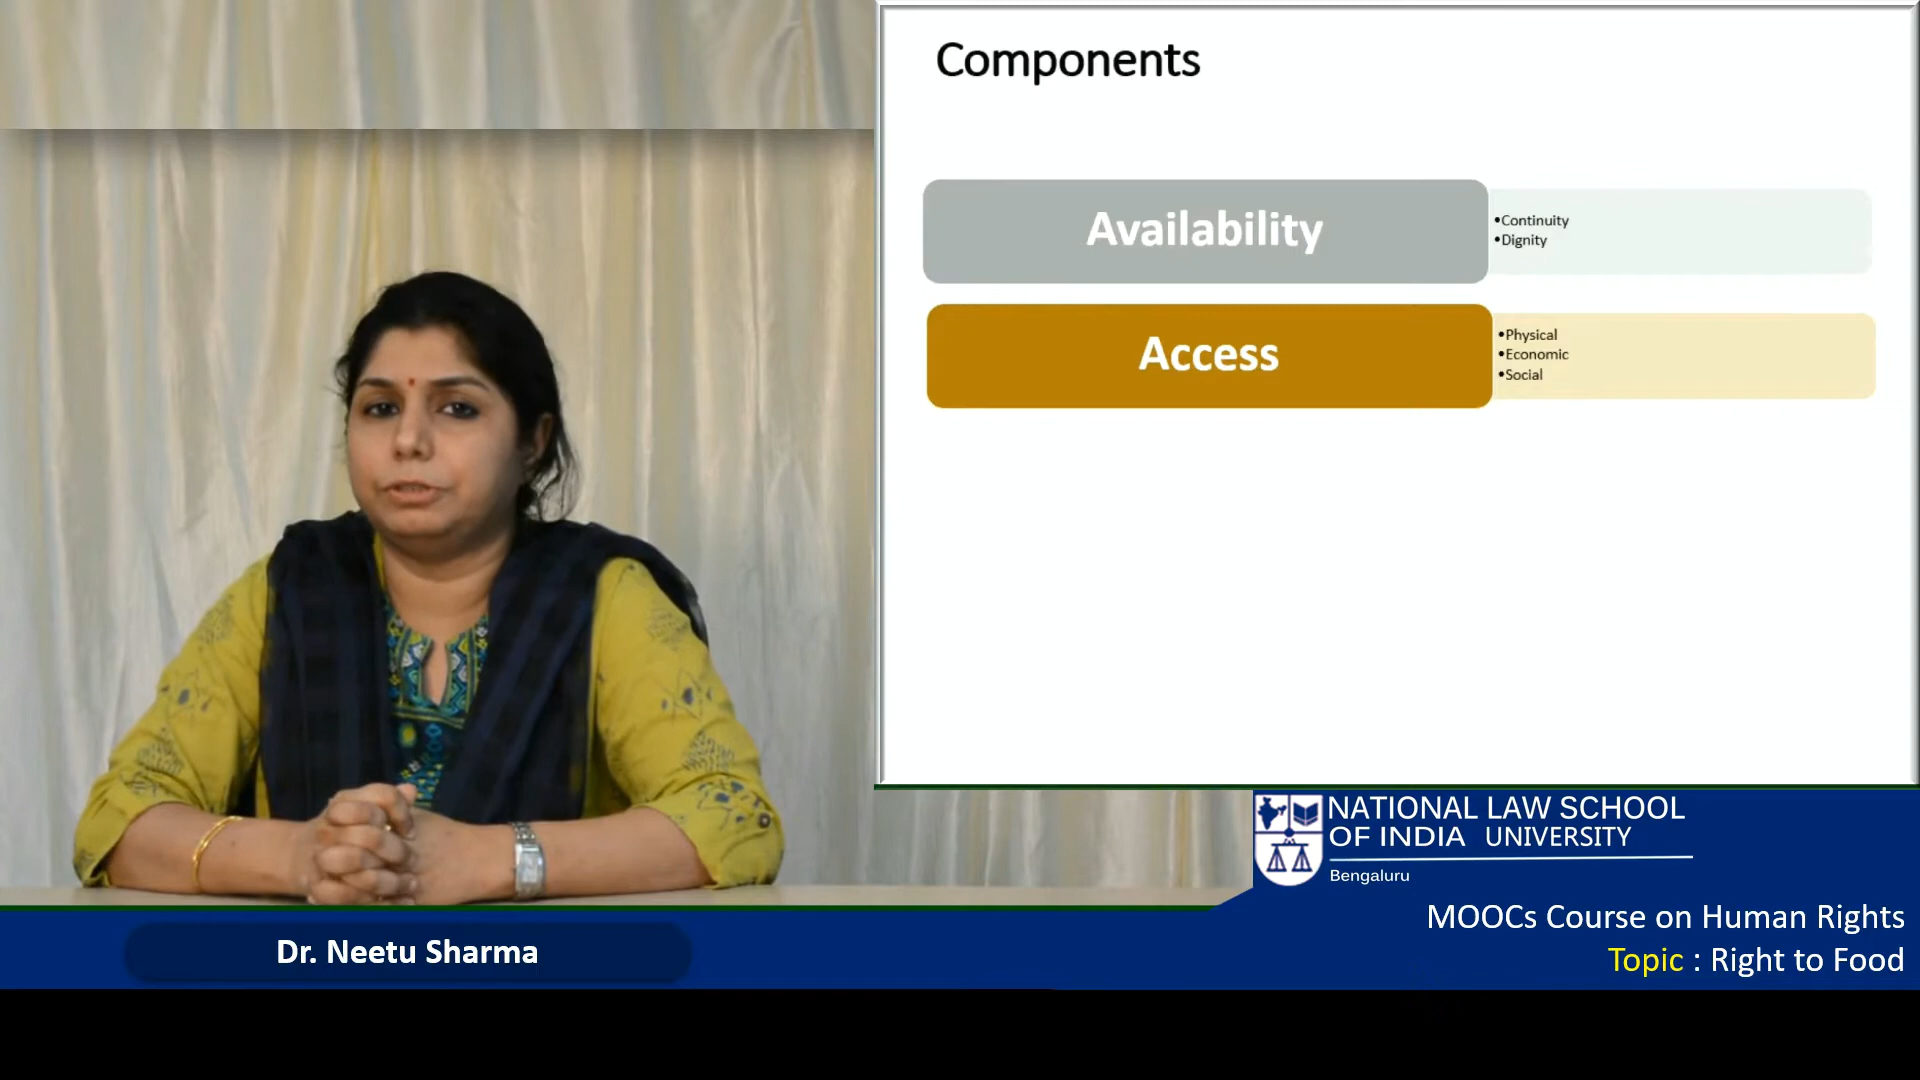 Components
Availability
•Continuity
•Dignity
Access
•Physical
•Economic
•Social
NATIONAL LAW SCHOOL
OF INDIA UNIVERSITY
Bengaluru
MOOCs Course on Human Rights
Topic : Right to Food
Dr. Neetu Sharma